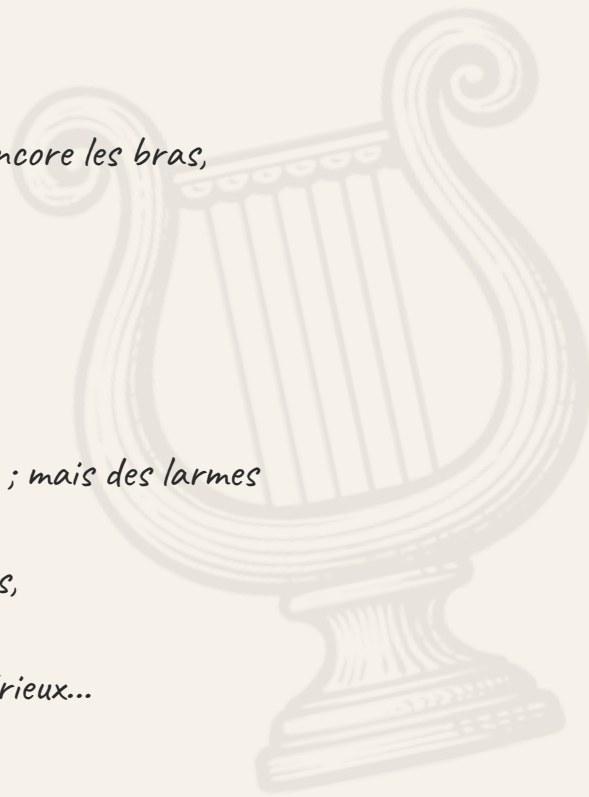 ncore les bras,
; mais des larmes
s,
rieux...